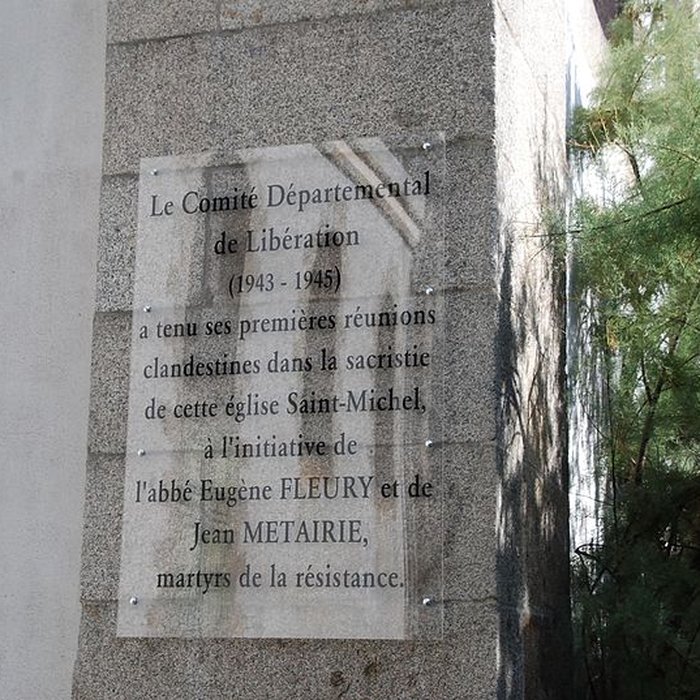 Le Comité Départemental
de Libération
(1943 - 1945)
a tenu ses premières réunions
clandestines dans la sacristie
de cette église Saint-Michel,
à l'initiative de
l'abbé Eugène FLEURY et de
Jean METAIRIE,
martyrs de la résistance.